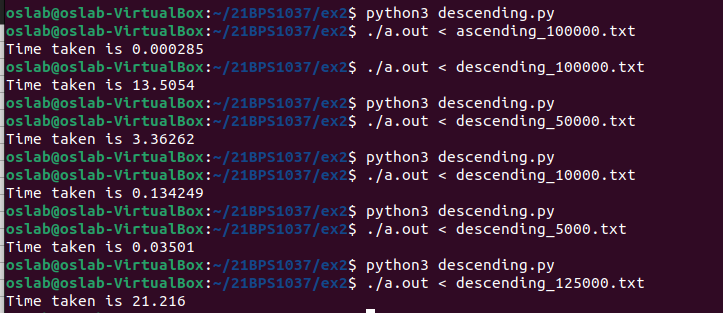 oslab@oslab-VirtualBox:~/21BPS1037/ex2$ python3 descending.py
oslab@oslab-VirtualBox:~/21BPS1037/ex2$ ./a.out < ascending_100000.txt
Time taken is 0.000285
oslab@oslab-VirtualBox:~/21BPS1037/ex2$ ./a.out < descending_100000.txt
Time taken is 13.5054
oslab@oslab-VirtualBox:~/21BPS1037/ex2$ python3 descending.py
oslab@oslab-VirtualBox:~/21BPS1037/ex2$ ./a.out < descending_50000.txt
Time taken is 3.36262
oslab@oslab-VirtualBox:~/21BPS1037/ex2$ python3 descending.py
oslab@oslab-VirtualBox:~/21BPS1037/ex2$ ./a.out < descending_10000.txt
Time taken is 0.134249
oslab@oslab-VirtualBox:~/21BPS1037/ex2$ python3 descending.py
oslab@oslab-VirtualBox:~/21BPS1037/ex2$ ./a.out < descending_5000.txt
Time taken is 0.03501
oslab@oslab-VirtualBox:~/21BPS1037/ex2$ python3 descending.py
oslab@oslab-VirtualBox:~/21BPS1037/ex2$ ./a.out < descending_125000.txt
Time taken is 21.216